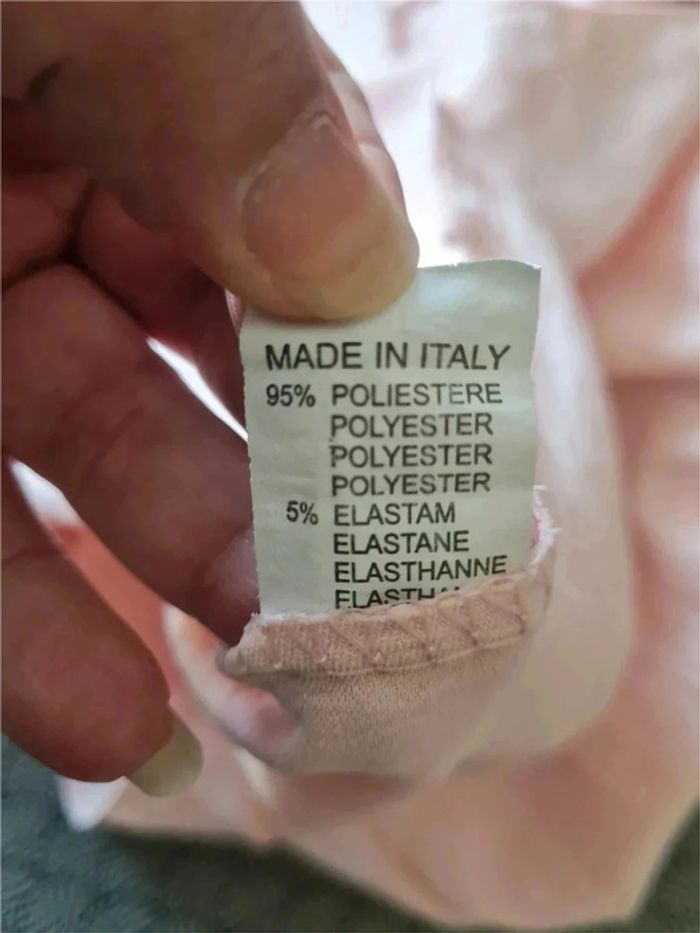 MADE IN ITALY
95% POLIESTERE
POLYESTER
POLYESTER
POLYESTER
5% ELASTAM
ELASTANE
ELASTHANNE